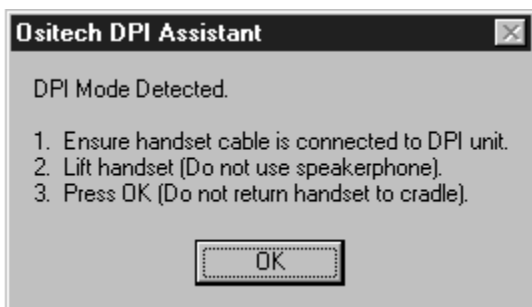 Ositech DPI Assistant
DPI Mode Detected.
1. Ensure handset cable is connected to DPI unit.
2. Lift handset (Do not use speakerphone).
3. Press OK (Do not return handset to cradle).
OK